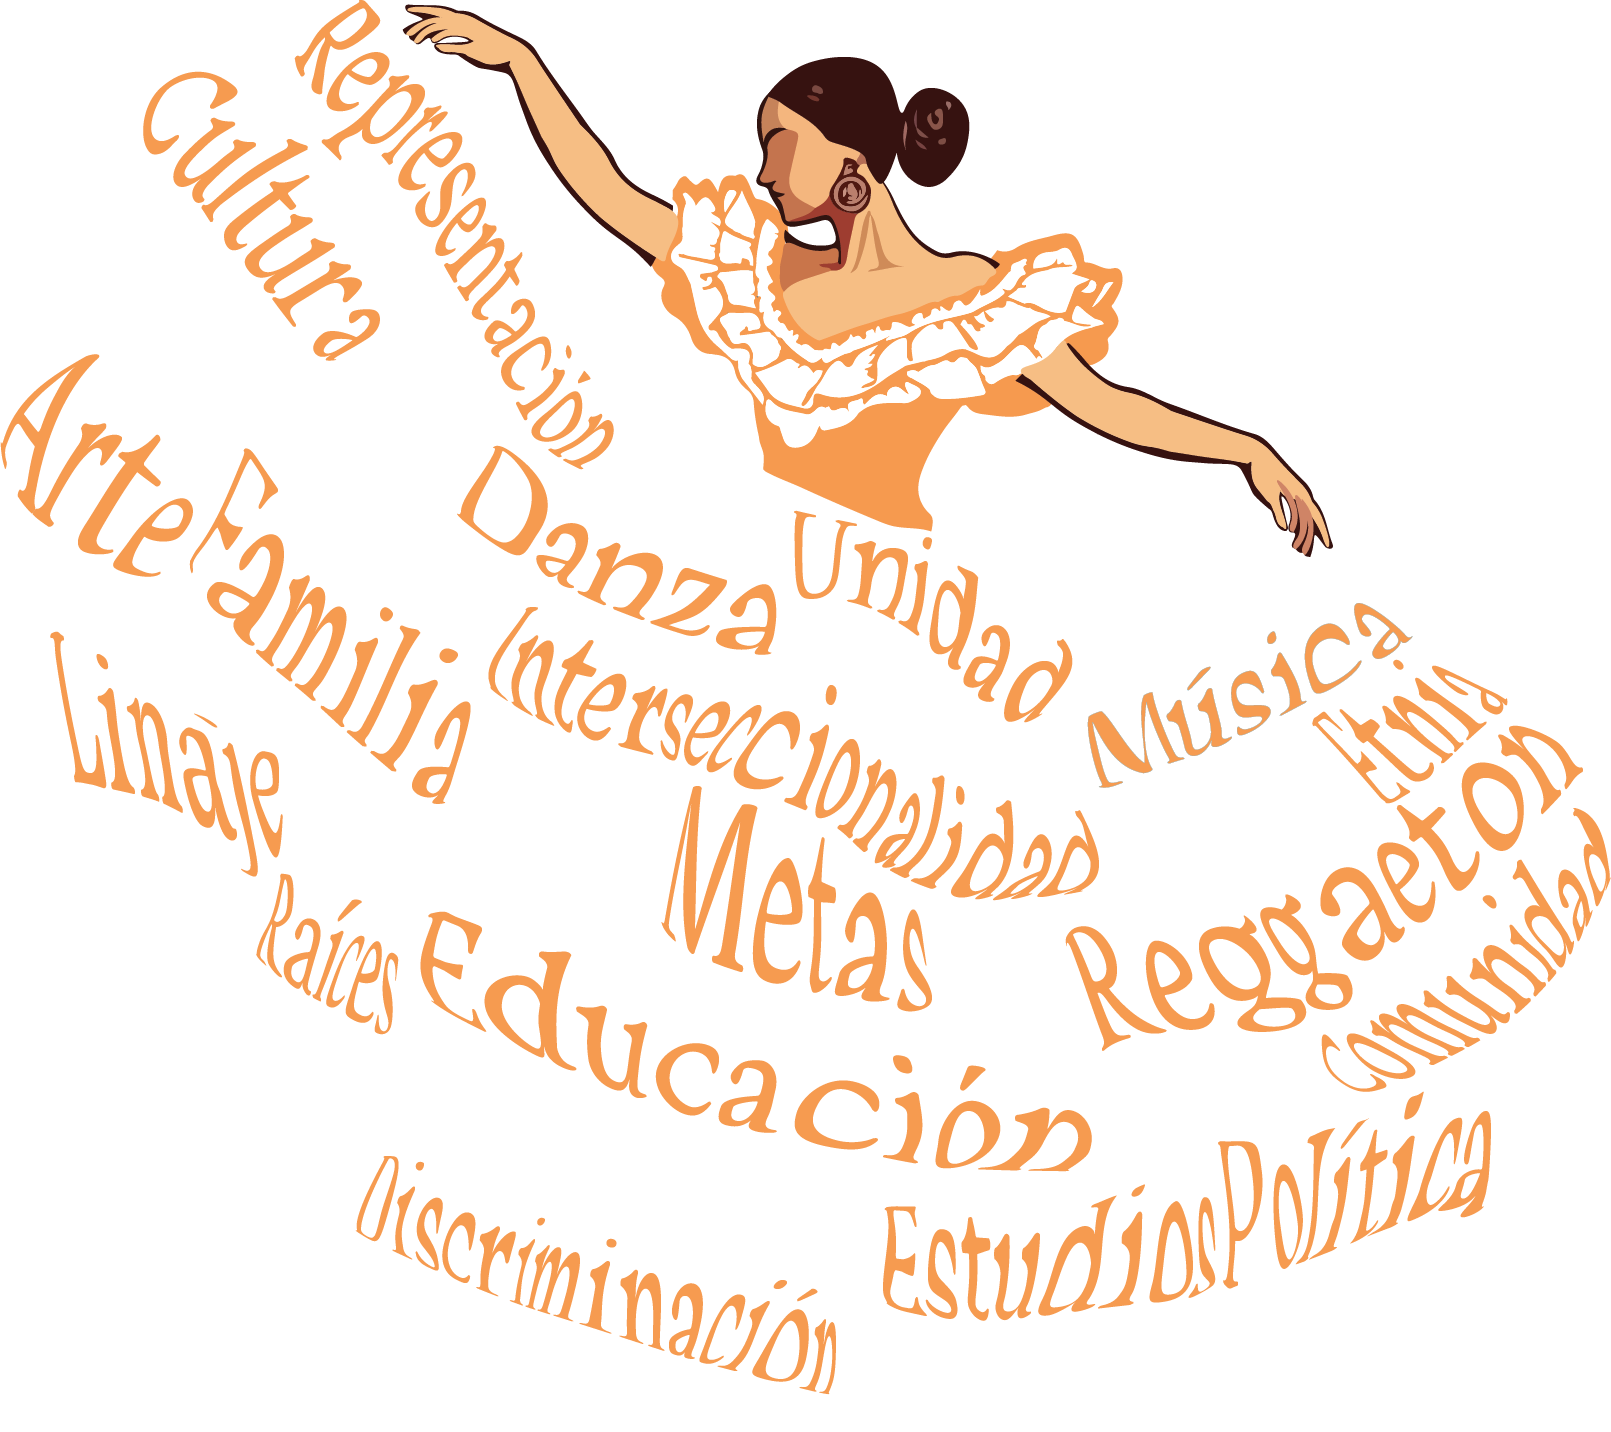 Representación
Cultura
Arte
Familia
Danza
Unidad
Linaje
Interseccionalidad
Música
Etnia
Reggaeton
Metas
Comunidad
Raíces
Educación
Discriminación
Estudios
Política